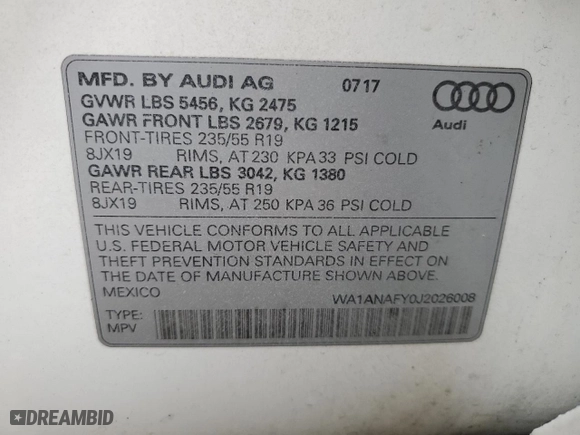 MFD. BY AUDI AG 0717
GVWR LBS 5456, KG 2475
GAWR FRONT LBS 2679, KG 1215
Audi
FRONT-TIRES 235/55 R19
8JX19 RIMS, AT 230 KPA 33 PSI COLD
GAWR REAR LBS 3042, KG 1380
REAR-TIRES 235/55 R19
8JX19 RIMS, AT 250 KPA 36 PSI COLD
THIS VEHICLE CONFORMS TO ALL APPLICABLE
U.S. FEDERAL MOTOR VEHICLE SAFETY AND
THEFT PREVENTION STANDARDS IN EFFECT ON
THE DATE OF MANUFACTURE SHOWN ABOVE.
MEXICO WA1ANAFY0J2026008
TYPE:
MPV
DREAMBID